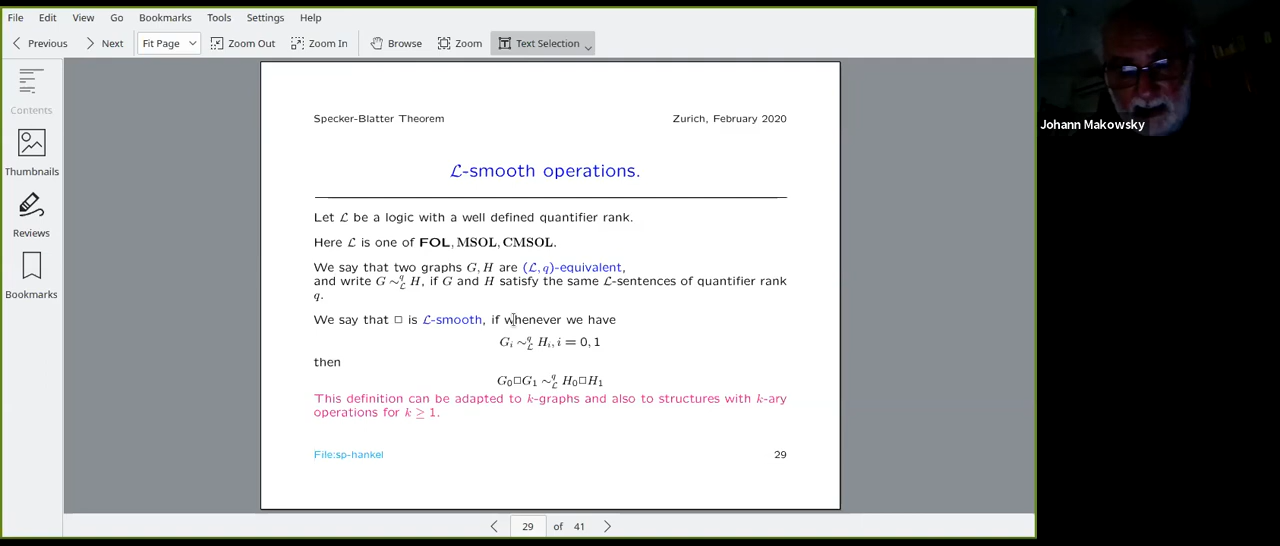 File Edit View Go Bookmarks Tools Settings Help
Previous Next Fit Page Zoom Out Zoom In Browse Zoom Text Selection
Contents
Thumbnails
Reviews
Bookmarks
Specker-Blatter Theorem Zurich, February 2020
ℒ-smooth operations.
Let ℒ be a logic with a well defined quantifier rank.
Here ℒ is one of FOL, MSOL, CMSOL.
We say that two graphs G, H are (ℒ, q)-equivalent,
and write G ∼_ℒ^q H, if G and H satisfy the same ℒ-sentences of quantifier rank
q.
We say that □ is ℒ-smooth, if whenever we have
G_i ∼_ℒ^q H_i, i = 0, 1
then
G_0□G_1 ∼_ℒ^q H_0□H_1
This definition can be adapted to k-graphs and also to structures with k-ary
operations for k ≥ 1.
File:sp-hankel 29
29 of 41
Johann Makowsky